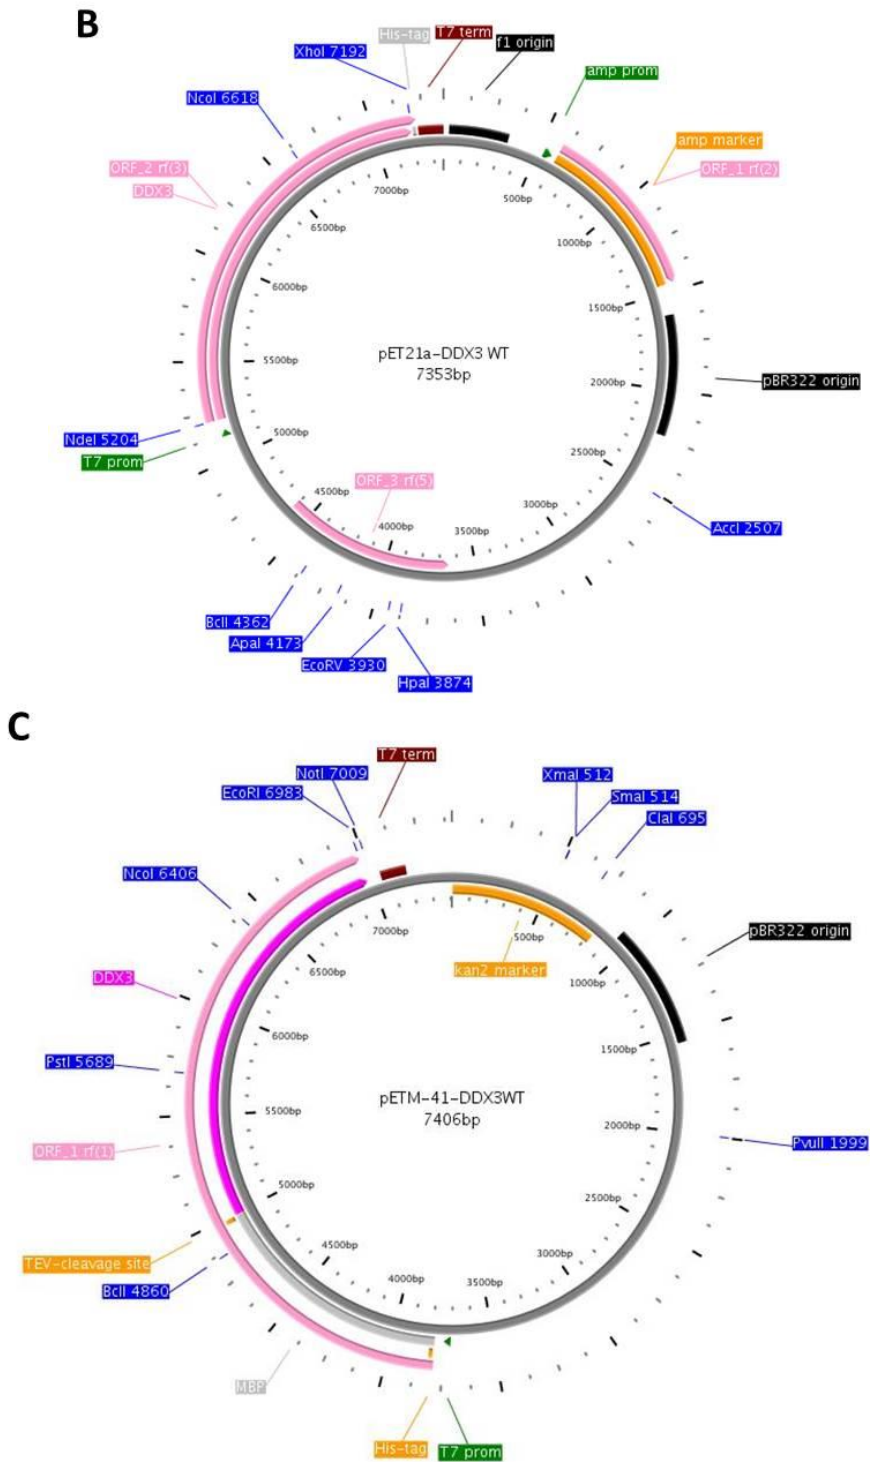 B
His-tag
T7 term
f1 origin
XhoI 7192
amp prom
NcoI 6618
amp marker
ORF_2 rf(3)
ORF_1 rf(2)
DDX3
7000bp
500bp
6500bp
1000bp
6000bp
1500bp
pET21a-DDX3 WT
7353bp
5500bp
2000bp
pBR322 origin
NdeI 5204
T7 prom
5000bp
2500bp
ORF_3 rf(5)
4500bp
3000bp
4000bp
3500bp
AccI 2507
BclI 4362
ApaI 4173
EcoRV 3930
HpaI 3874
C
T7 term
NotI 7009
XmaI 512
EcoRI 6983
SmaI 514
ClaI 695
NcoI 6406
pBR322 origin
7000bp
500bp
kan2 marker
6500bp
1000bp
DDX3
6000bp
1500bp
PstI 5689
pETM-41-DDX3WT
7406bp
5500bp
2000bp
PvuII 1999
ORF_1 rf(1)
5000bp
2500bp
4500bp
3000bp
TEV-cleavage site
4000bp
3500bp
BclI 4860
MBP
His-tag
T7 prom